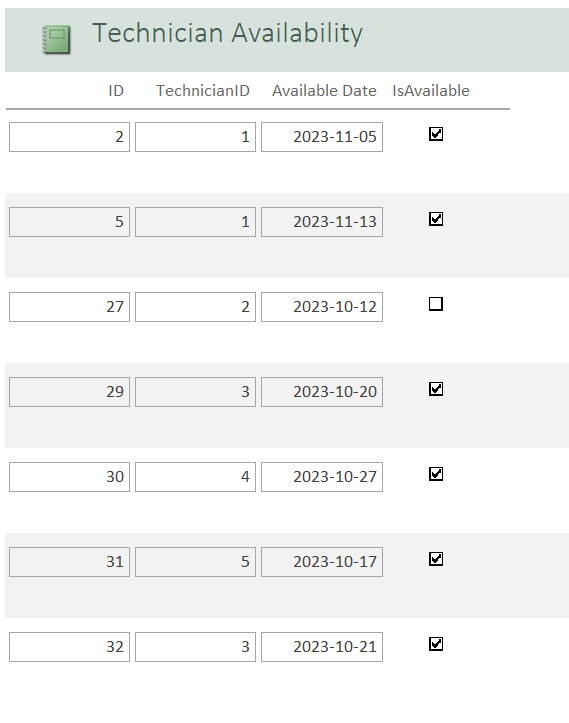 Technician Availability
ID TechnicianID Available Date IsAvailable
2 1 2023-11-05
5 1 2023-11-13
27 2 2023-10-12
29 3 2023-10-20
30 4 2023-10-27
31 5 2023-10-17
32 3 2023-10-21